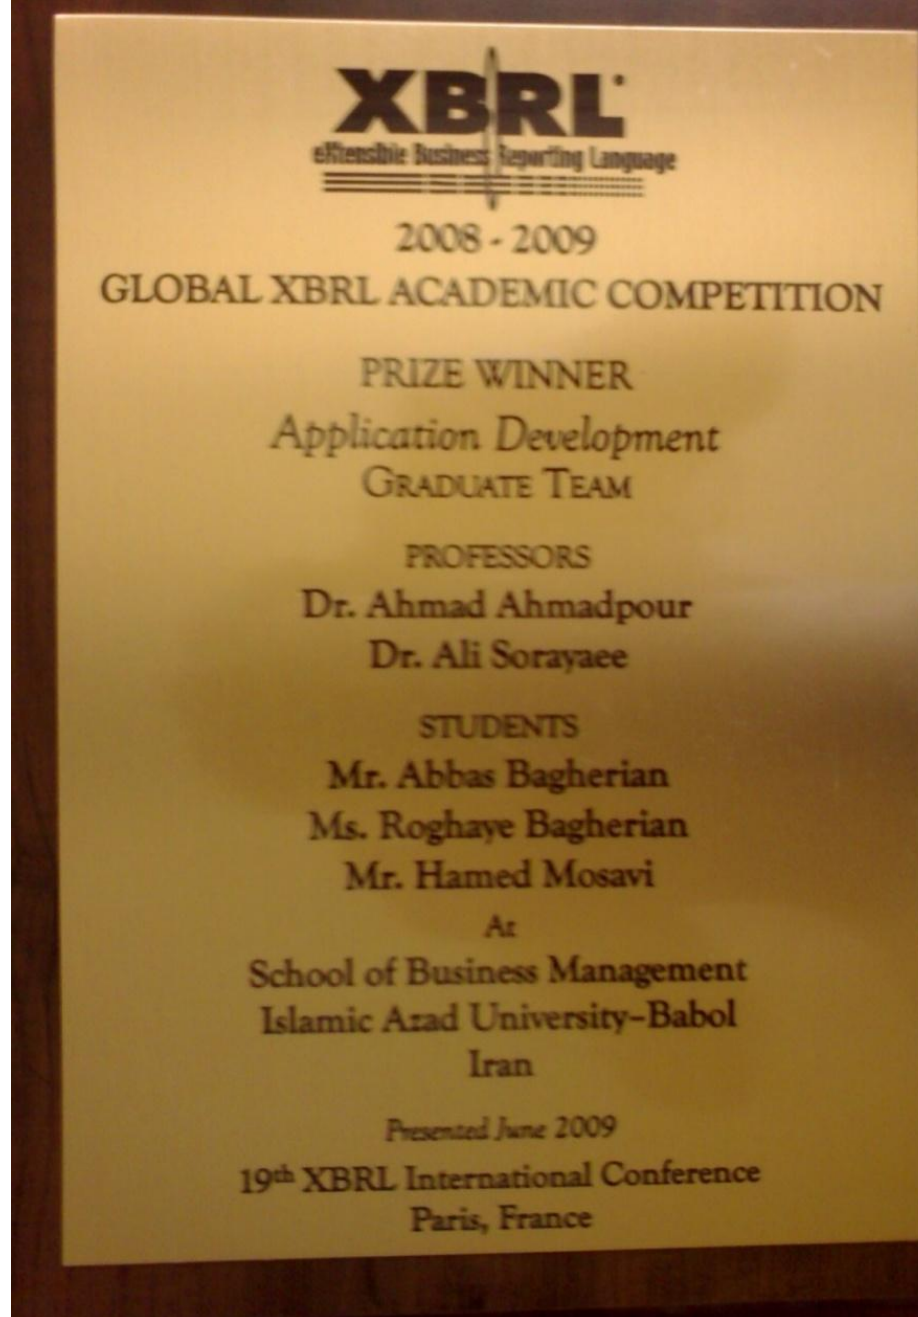 XBRL
eXtensible Business Reporting Language
2008 - 2009
GLOBAL XBRL ACADEMIC COMPETITION
PRIZE WINNER
Application Development
GRADUATE TEAM
PROFESSORS
Dr. Ahmad Ahmadpour
Dr. Ali Sorayaee
STUDENTS
Mr. Abbas Bagherian
Ms. Roghaye Bagherian
Mr. Hamed Mosavi
At
School of Business Management
Islamic Azad University–Babol
Iran
Presented June 2009
19th XBRL International Conference
Paris, France